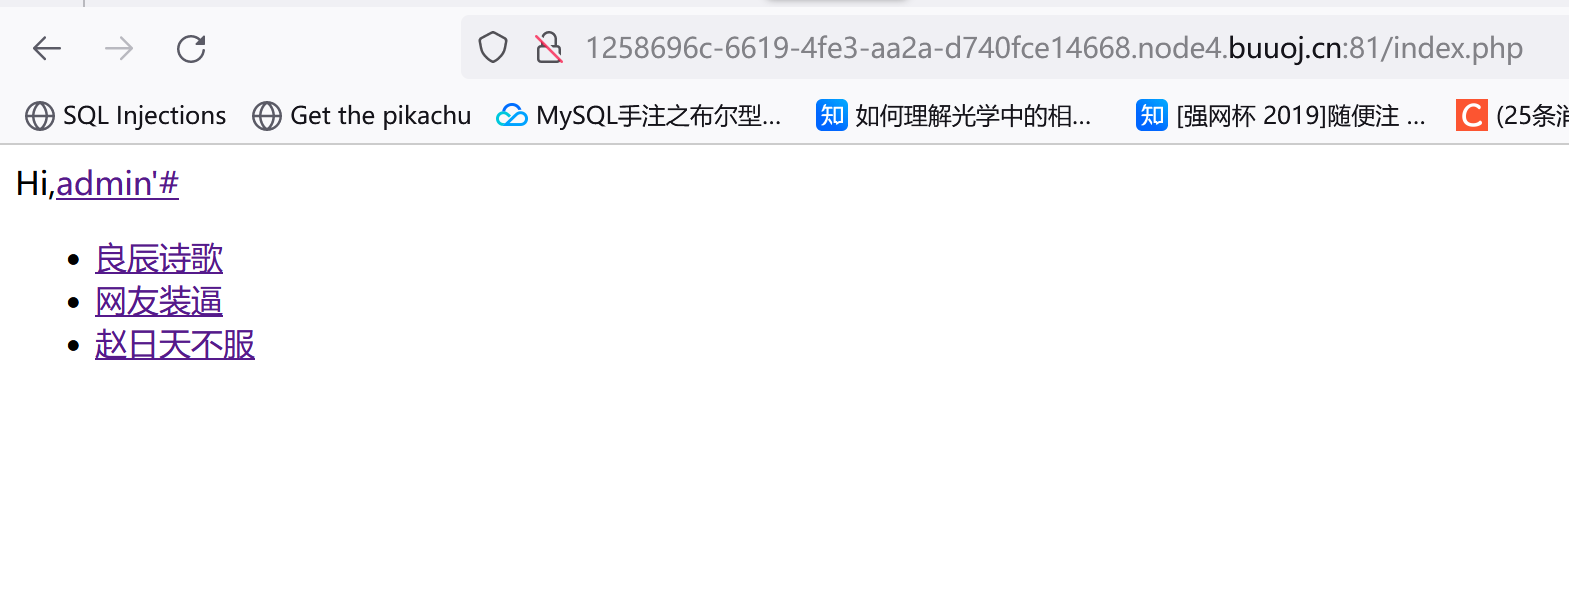 1258696c-6619-4fe3-aa2a-d740fce14668.node4.buuoj.cn:81/index.php
SQL Injections Get the pikachu MySQL手注之布尔型... 知 如何理解光学中的相... 知 [强网杯 2019]随便注 ... C (25条消
Hi,admin'#
良辰诗歌
网友装逼
赵日天不服